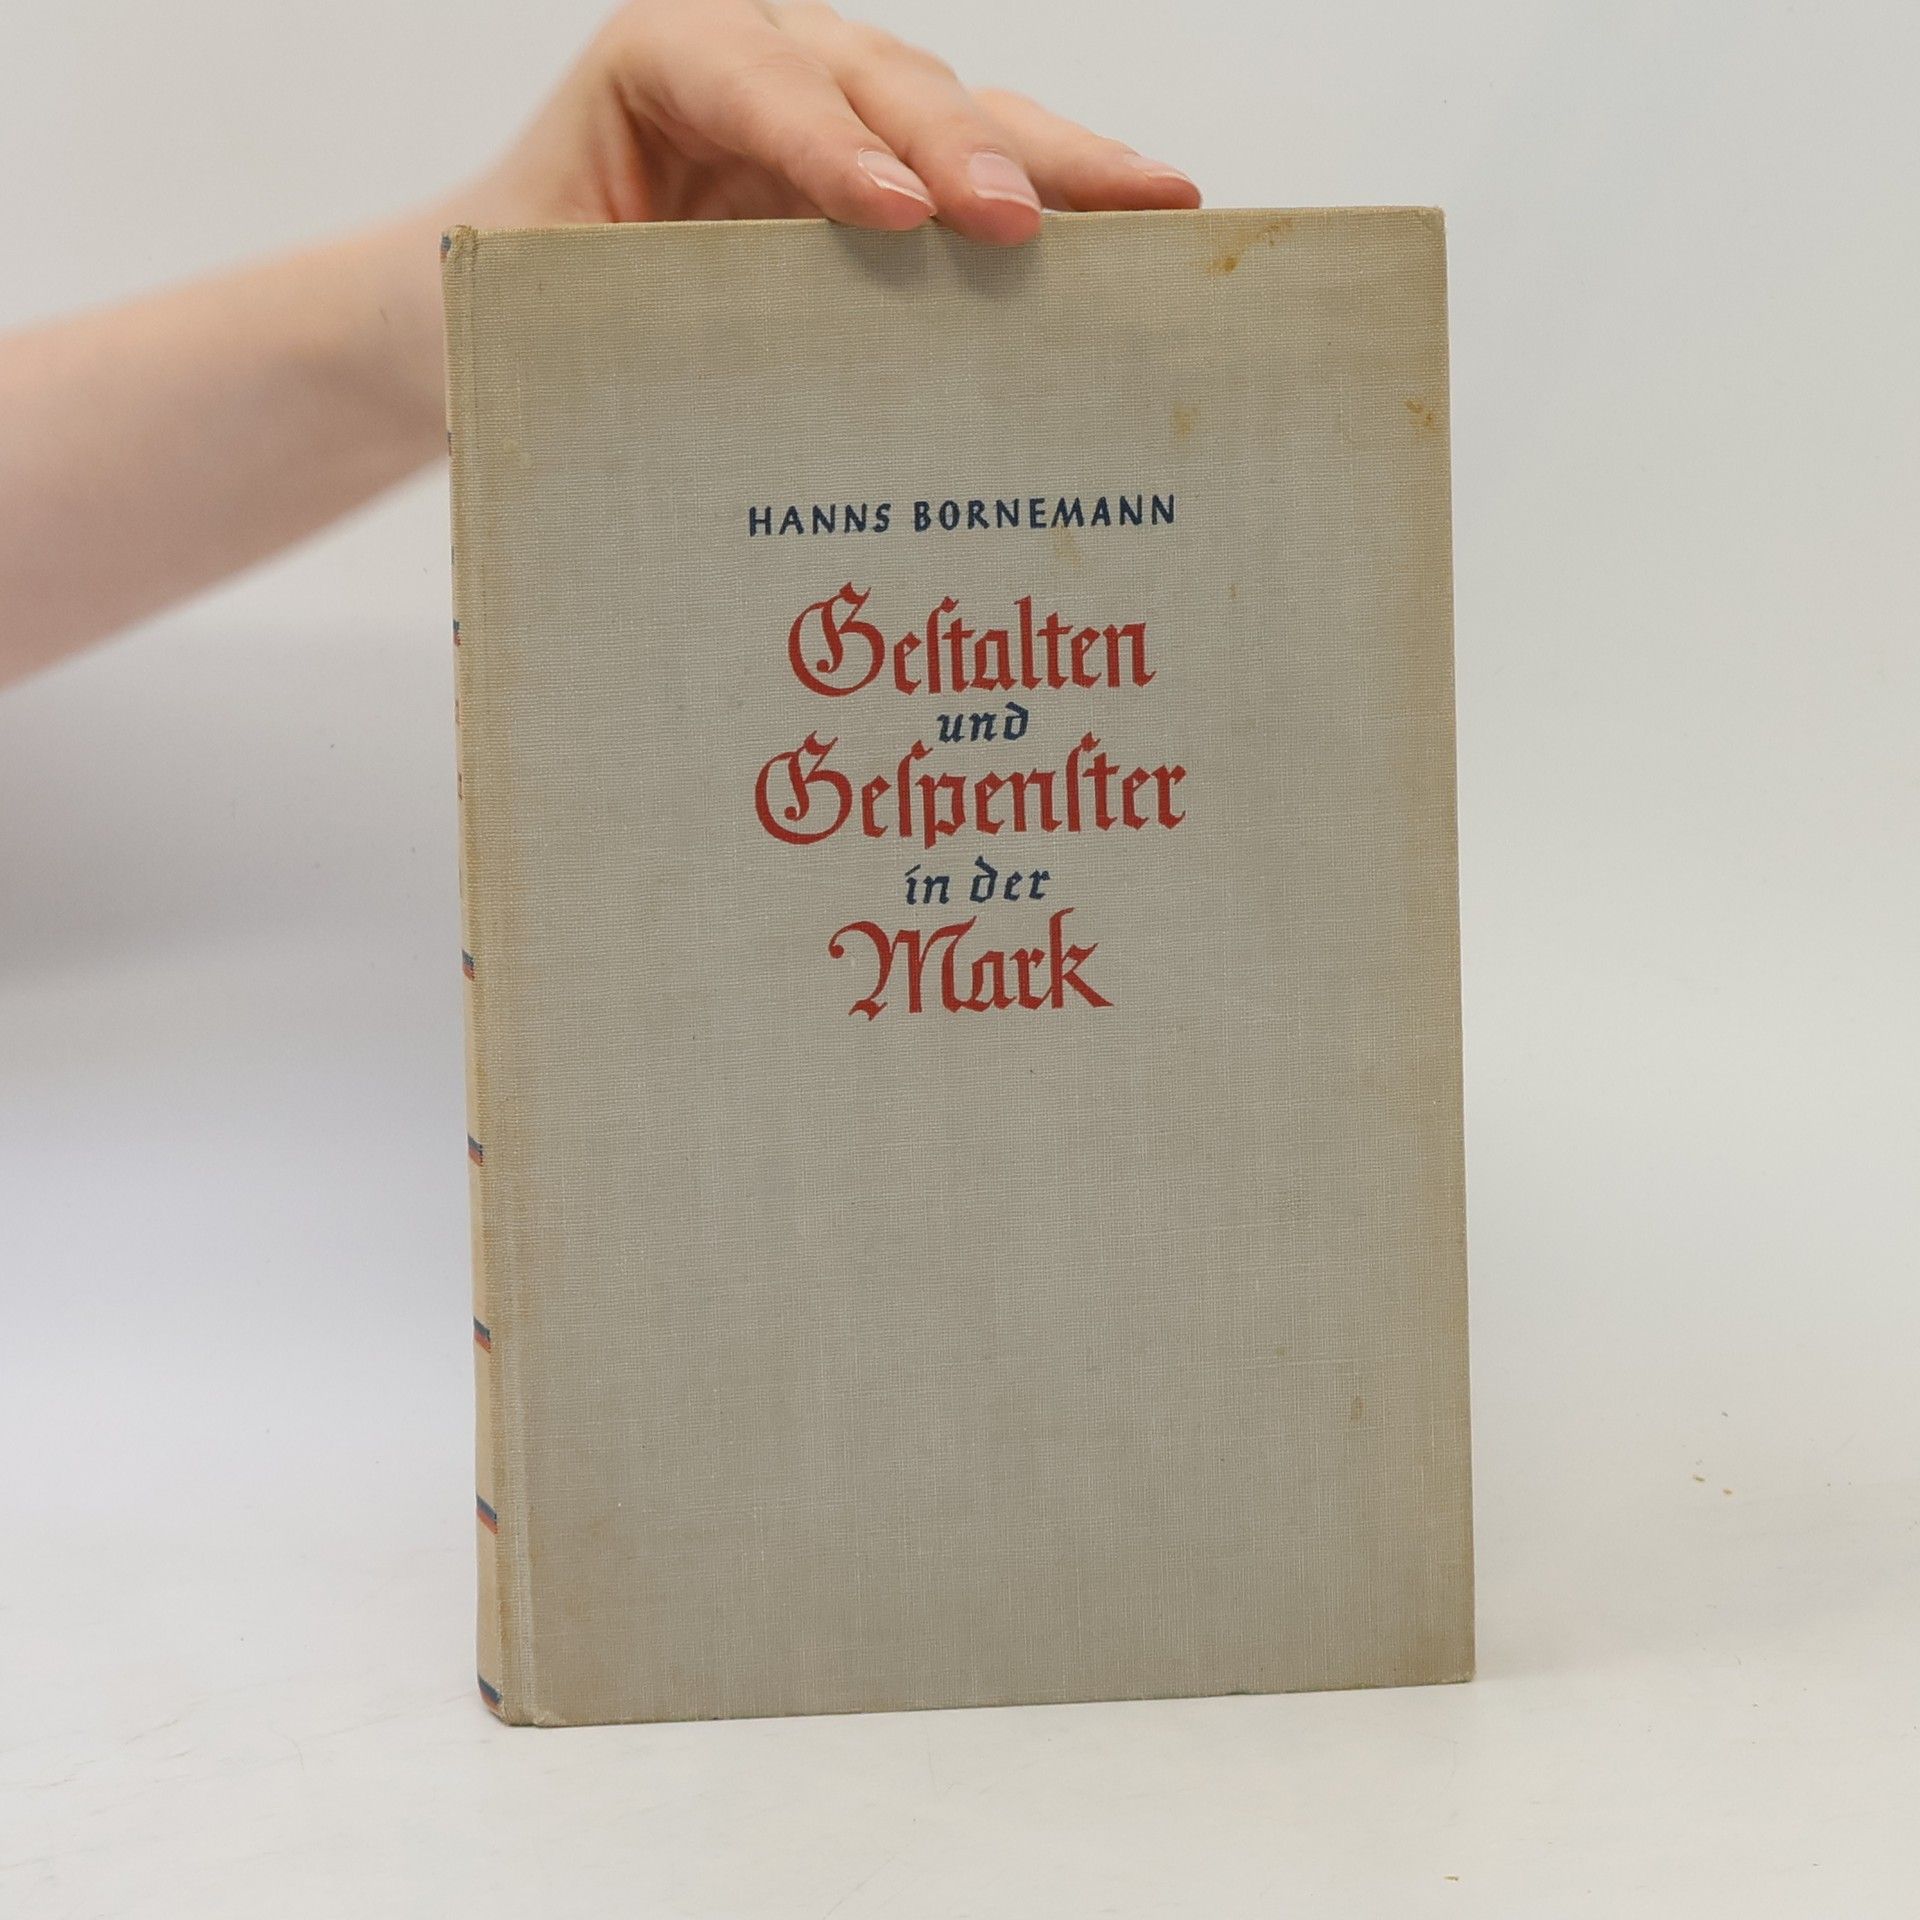 HANNS BORNEMANN
Geſtalten
und
Geſpenſter
in der
Mark